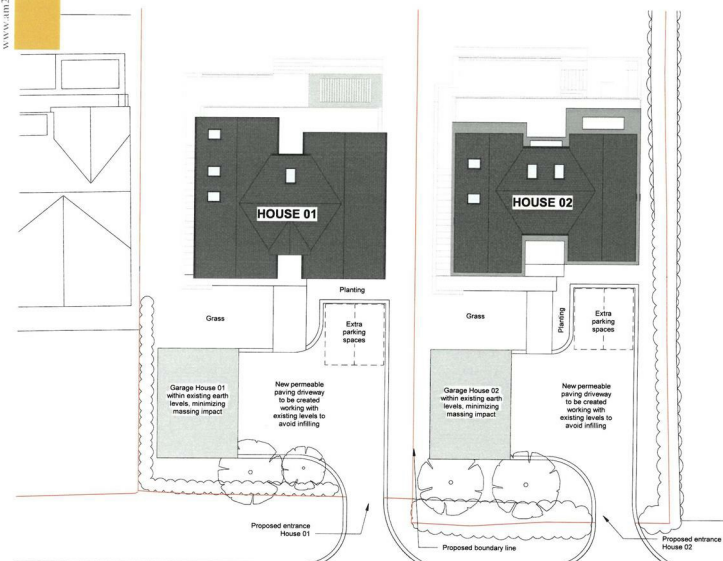 www.am2
HOUSE 01
HOUSE 02
Planting
Grass
Extra
parking
spaces
Grass
Planting
Extra
parking
spaces
Garage House 01
within existing earth
levels, minimizing
massing impact
New permeable
paving driveway
to be created
working with
existing levels to
avoid infilling
Garage House 02
within existing earth
levels, minimizing
massing impact
New permeable
paving driveway
to be created
working with
existing levels to
avoid infilling
Proposed entrance
House 01
Proposed boundary line
Proposed entrance
House 02